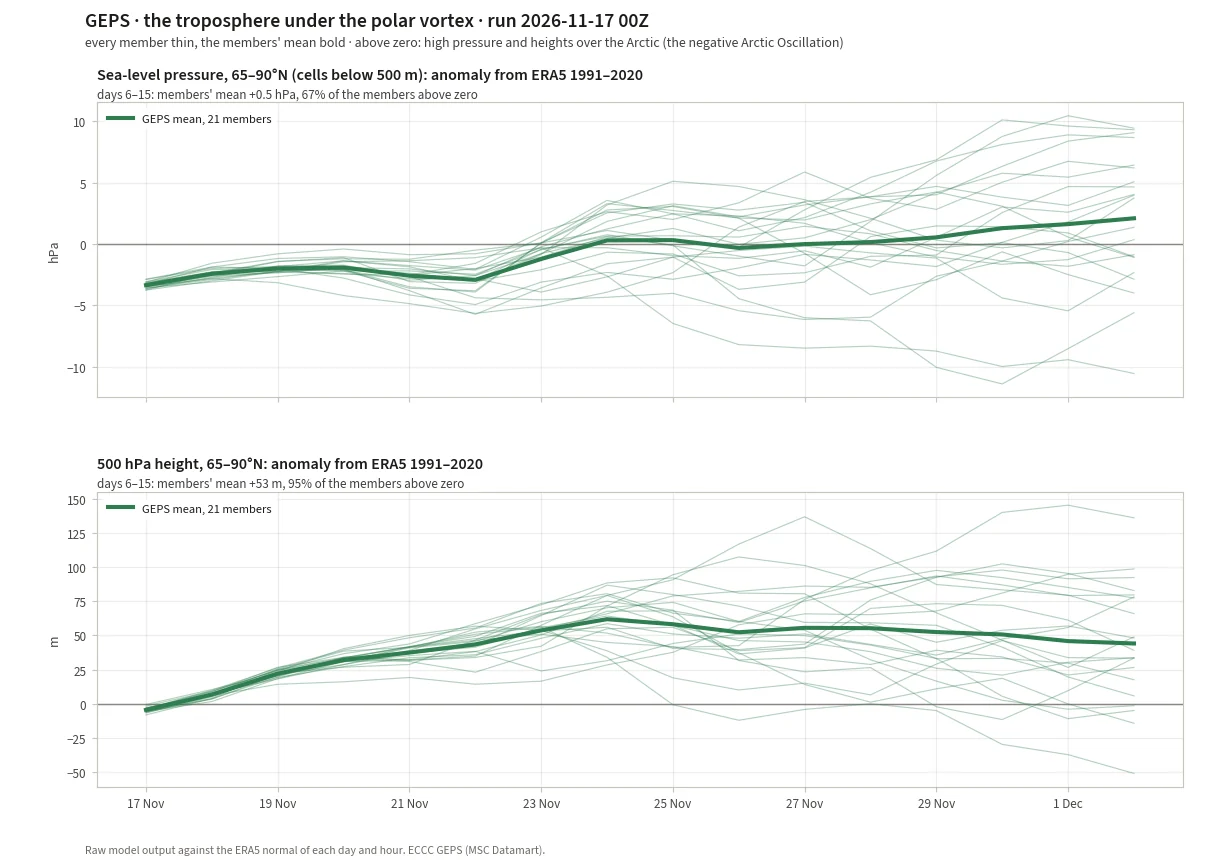 GEPS · the troposphere under the polar vortex · run 2026-11-17 00Z
every member thin, the members' mean bold · above zero: high pressure and heights over the Arctic (the negative Arctic Oscillation)
Sea-level pressure, 65–90°N (cells below 500 m): anomaly from ERA5 1991–2020
days 6–15: members' mean +0.5 hPa, 67% of the members above zero
GEPS mean, 21 members
10
5
0
−5
−10
hPa
500 hPa height, 65–90°N: anomaly from ERA5 1991–2020
days 6–15: members' mean +53 m, 95% of the members above zero
GEPS mean, 21 members
150
125
100
75
50
25
0
−25
−50
m
17 Nov 19 Nov 21 Nov 23 Nov 25 Nov 27 Nov 29 Nov 1 Dec
Raw model output against the ERA5 normal of each day and hour. ECCC GEPS (MSC Datamart).